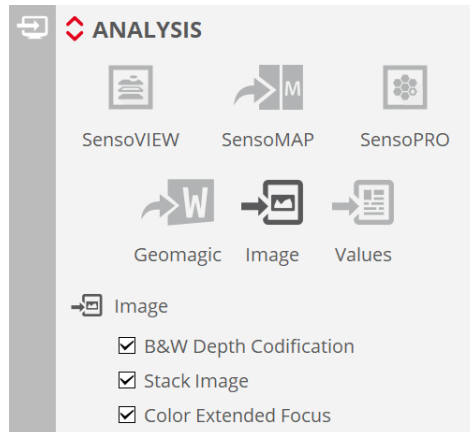 ANALYSIS
M
SensoVIEW SensoMAP SensoPRO
W
Geomagic Image Values
Image
B&W Depth Codification
Stack Image
Color Extended Focus